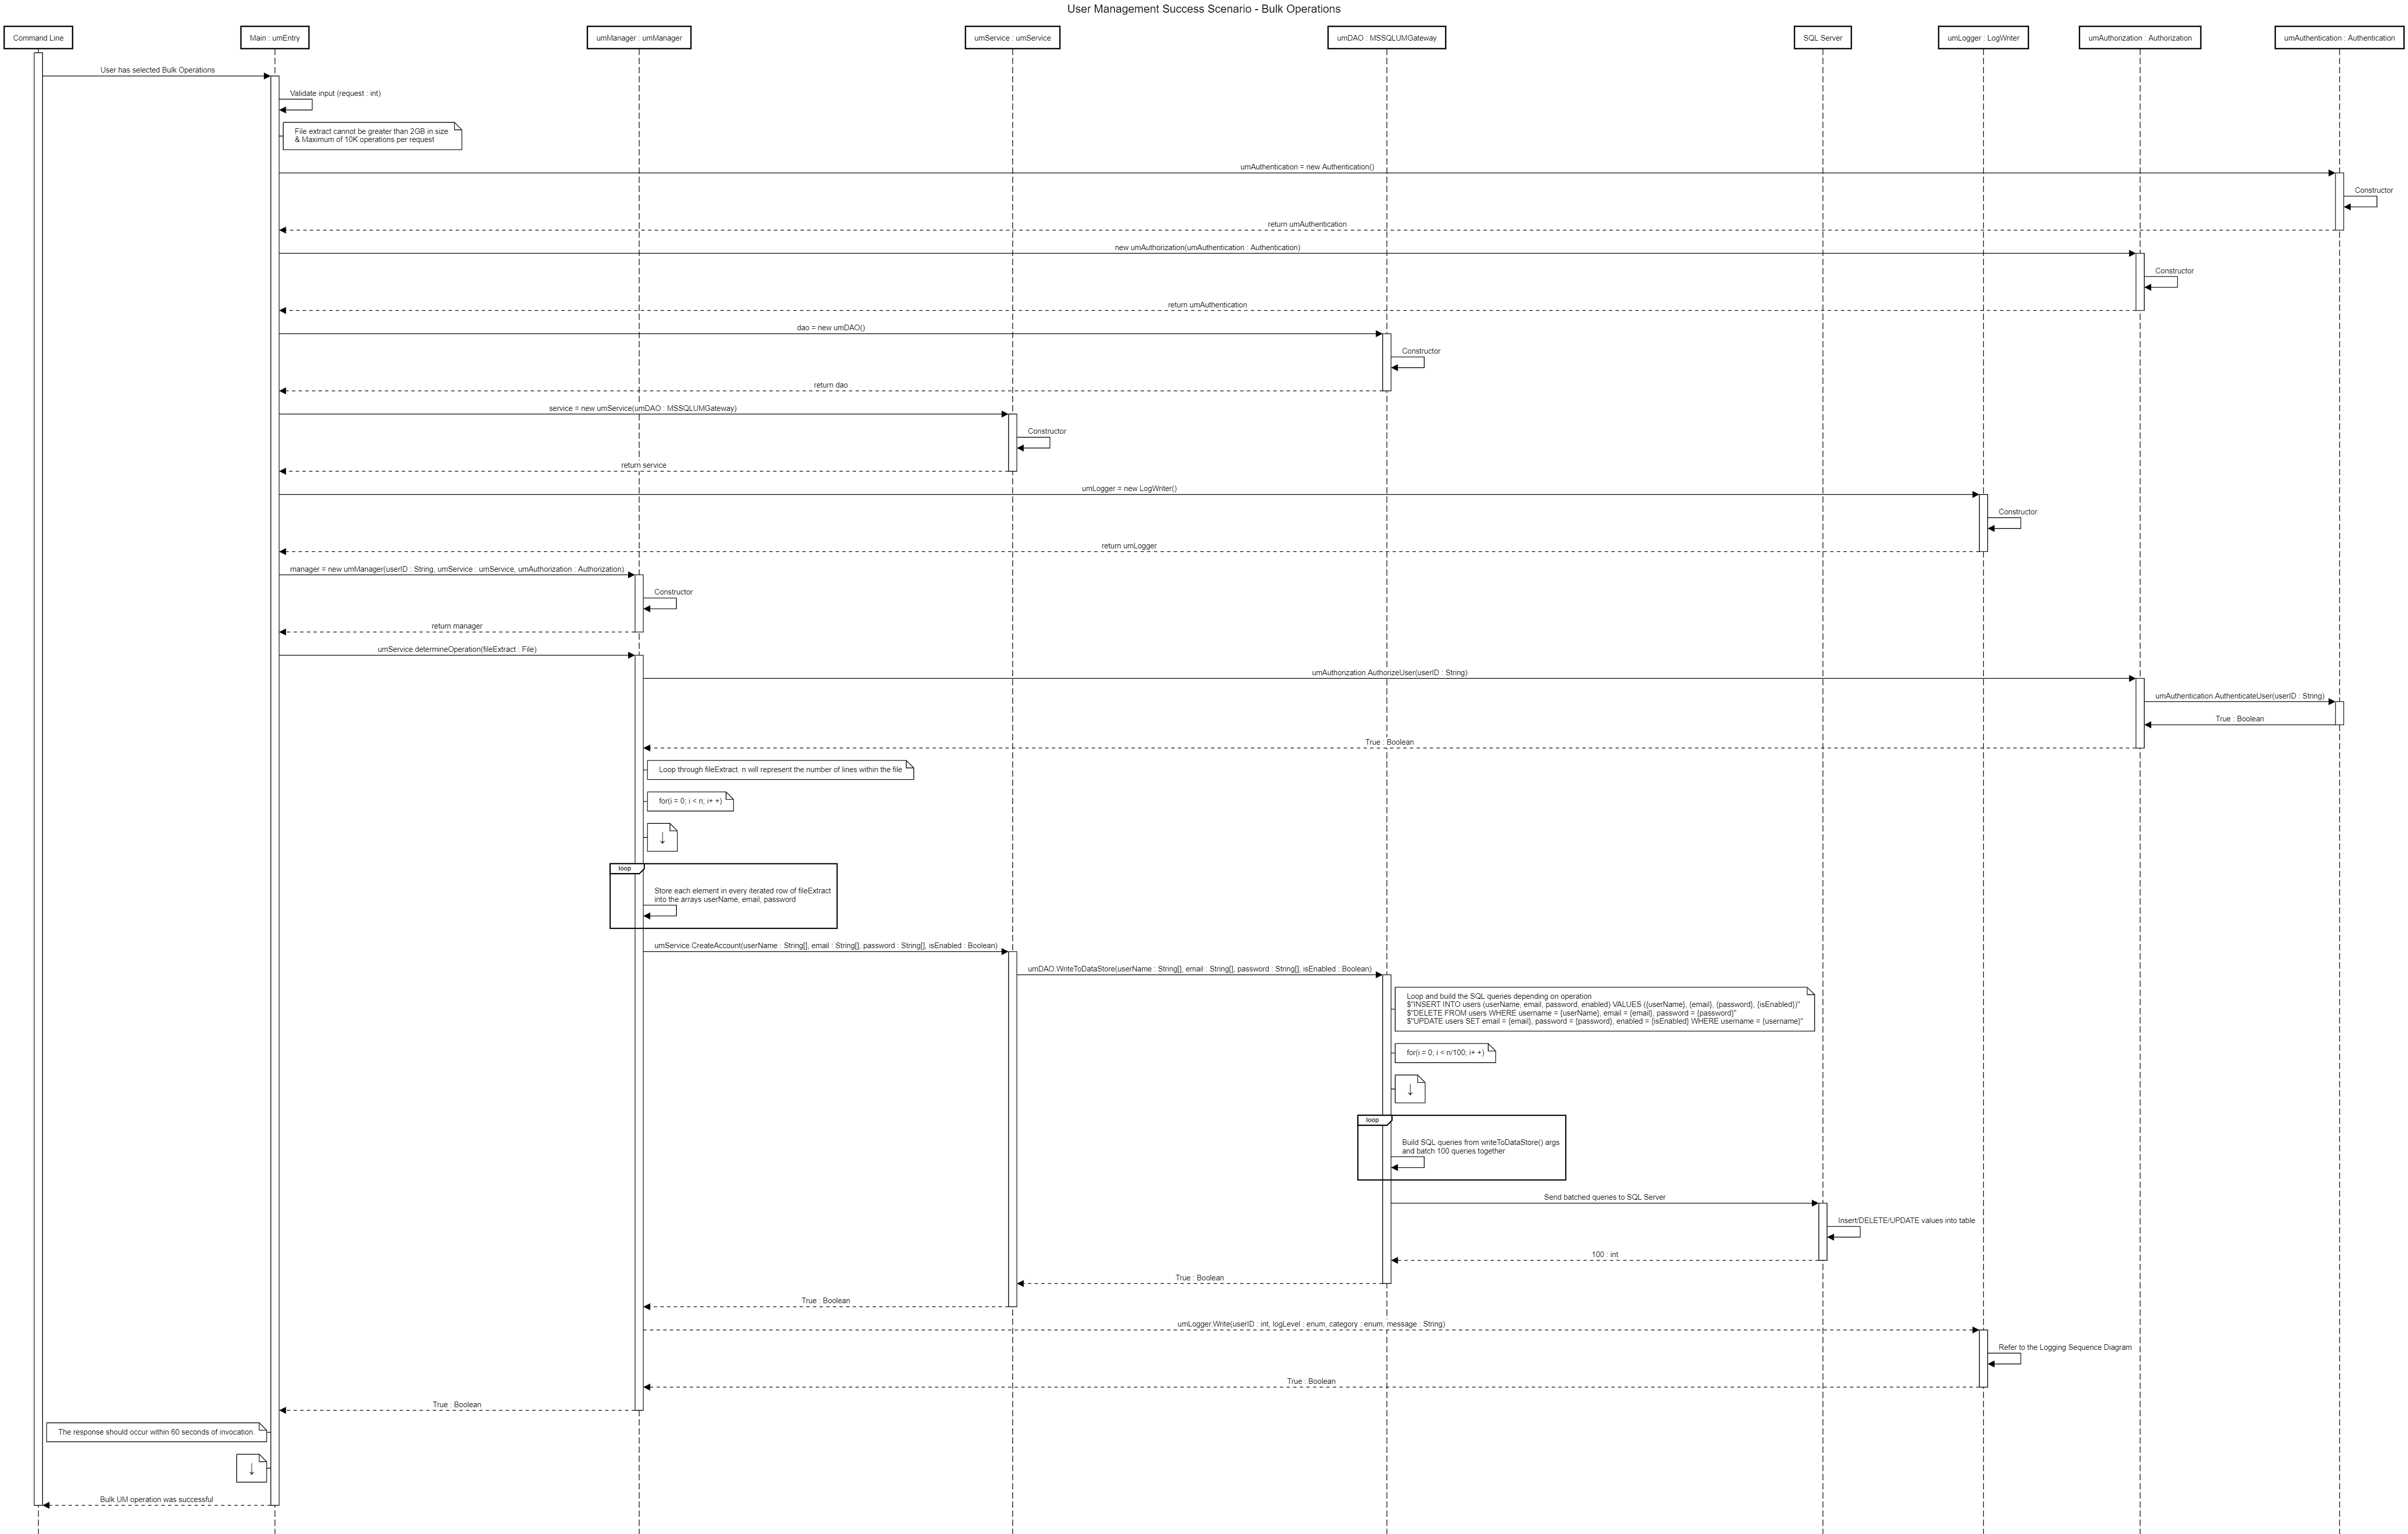 User Management Success Scenario - Bulk Operations
Command Line
Main : umEntry
umManager : umManager
umService : umService
umDAO : MSSQLUMGateway
SQL Server
umLogger : LogWriter
umAuthorization : Authorization
umAuthentication : Authentication
User has selected Bulk Operations
Validate input (request : int)
File extract cannot be greater than 2GB in size
& Maximum of 10K operations per request
umAuthentication = new Authentication()
Constructor
return umAuthentication
new umAuthorization(umAuthentication : Authentication)
Constructor
return umAuthentication
dao = new umDAO()
Constructor
return dao
service = new umService(umDAO : MSSQLUMGateway)
Constructor
return service
umLogger = new LogWriter()
Constructor
return umLogger
manager = new umManager(userID : String, umService : umService, umAuthorization : Authorization)
Constructor
return manager
umService.determineOperation(fileExtract : File)
umAuthorization.AuthorizeUser(userID : String)
umAuthentication.AuthenticateUser(userID : String)
True : Boolean
True : Boolean
Loop through fileExtract. n will represent the number of lines within the file
for(i = 0; i < n; i+ +)
↓
loop
Store each element in every iterated row of fileExtract
into the arrays userName, email, password
umService.CreateAccount(userName : String[], email : String[], password : String[], isEnabled : Boolean)
umDAO.WriteToDataStore(userName : String[], email : String[], password : String[], isEnabled : Boolean)
Loop and build the SQL queries depending on operation
$"INSERT INTO users (userName, email, password, enabled) VALUES ({userName}, {email}, {password}, {isEnabled})"
$"DELETE FROM users WHERE username = {userName}, email = {email}, password = {password}"
$"UPDATE users SET email = {email}, password = {password}, enabled = {isEnabled} WHERE username = {username}"
for(i = 0; i < n/100; i+ +)
↓
loop
Build SQL queries from writeToDataStore() args
and batch 100 queries together
Send batched queries to SQL Server
Insert/DELETE/UPDATE values into table
100 : int
True : Boolean
True : Boolean
umLogger.Write(userID : int, logLevel : enum, category : enum, message : String)
Refer to the Logging Sequence Diagram
True : Boolean
True : Boolean
The response should occur within 60 seconds of invocation.
↓
Bulk UM operation was successful